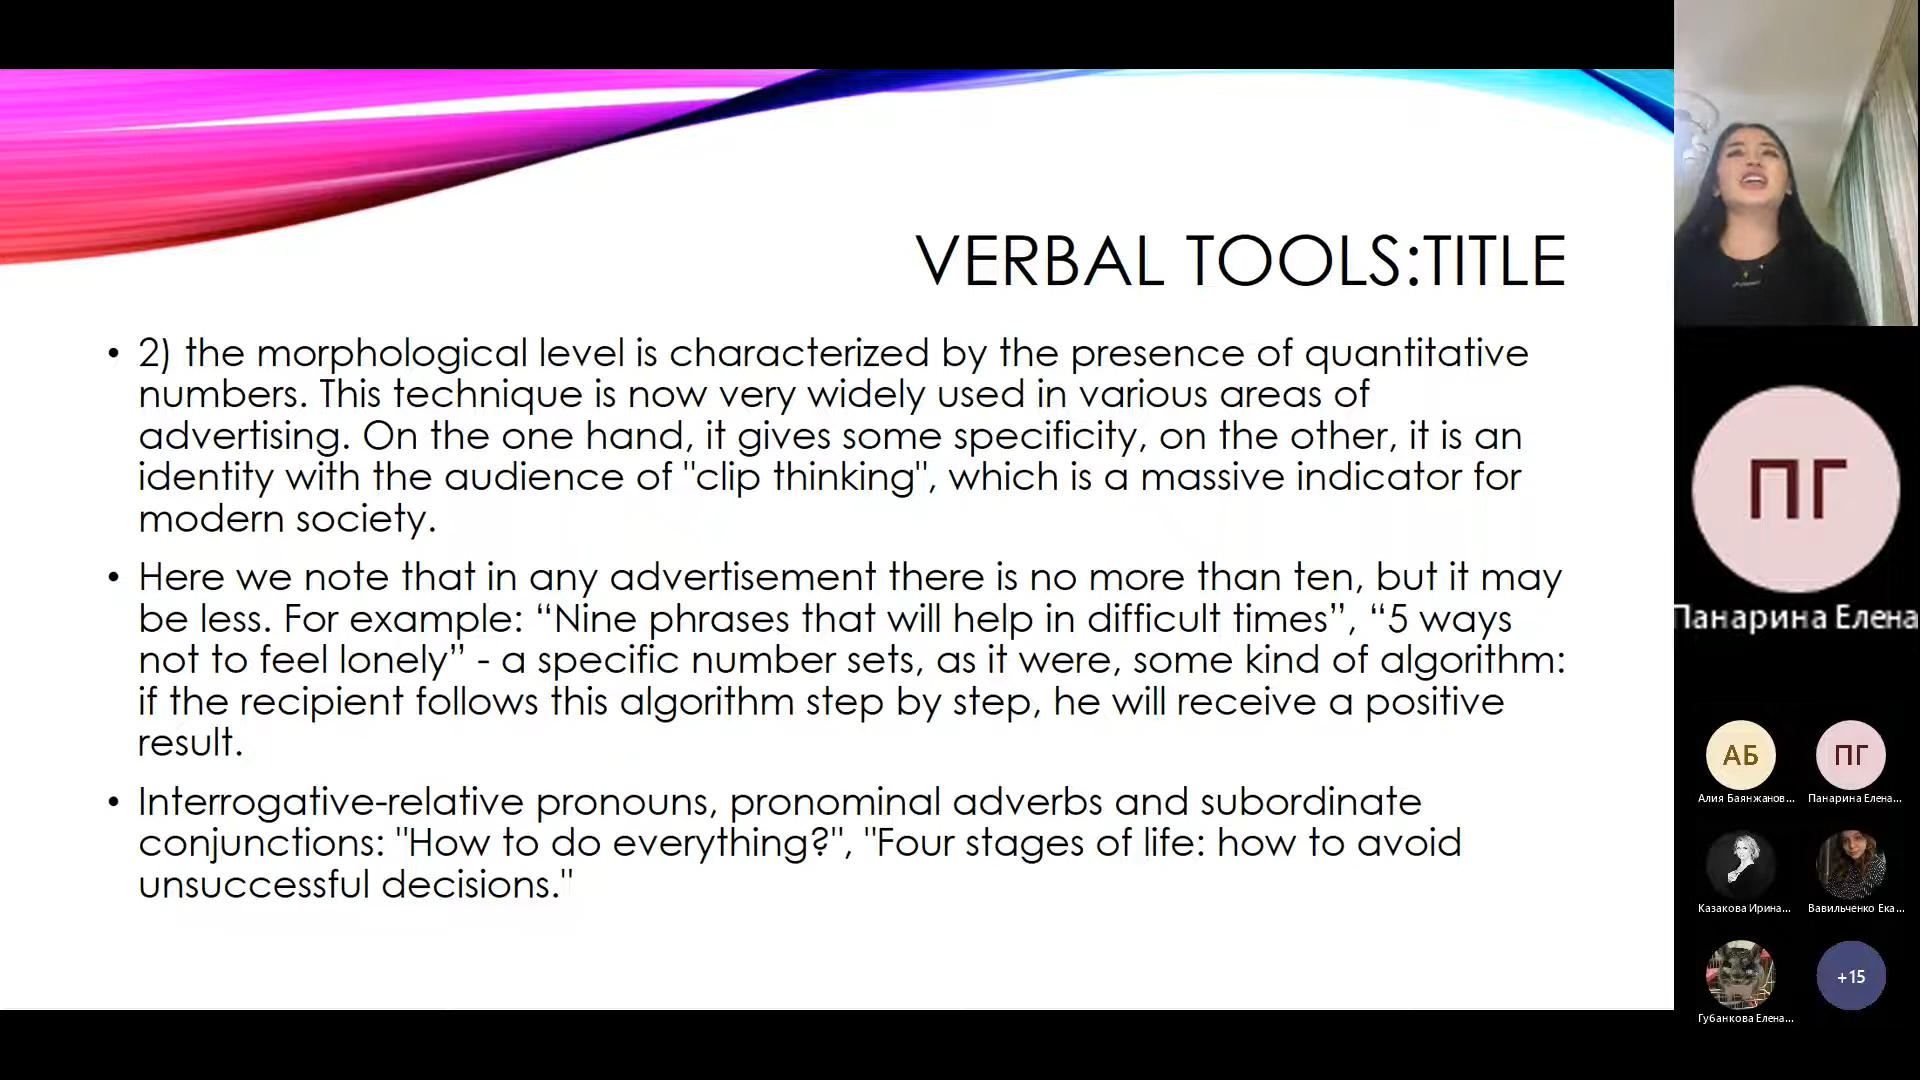 VERBAL TOOLS:TITLE
• 2) the morphological level is characterized by the presence of quantitative
numbers. This technique is now very widely used in various areas of
advertising. On the one hand, it gives some specificity, on the other, it is an
identity with the audience of "clip thinking", which is a massive indicator for
modern society.
• Here we note that in any advertisement there is no more than ten, but it may
be less. For example: “Nine phrases that will help in difficult times”, “5 ways
not to feel lonely” - a specific number sets, as it were, some kind of algorithm:
if the recipient follows this algorithm step by step, he will receive a positive
result.
• Interrogative-relative pronouns, pronominal adverbs and subordinate
conjunctions: "How to do everything?", "Four stages of life: how to avoid
unsuccessful decisions."
ПГ
Панарина Елена
АБ
ПГ
Алия Баянжанов...
Панарина Елена...
Казакова Ирина...
Вавильченко Ека...
+15
Губанкова Елена...